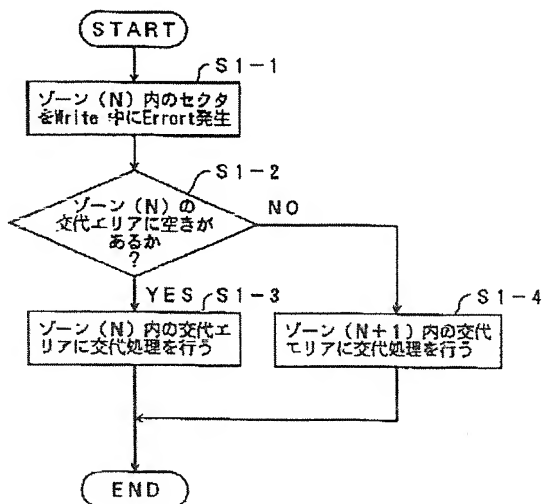 START
S1-1
ゾーン(N)内のセクタ
をWrite 中にErrort発生
S1-2
ゾーン(N)の
交代エリアに空きが
あるか
?
NO
YES
S1-3
ゾーン(N)内の交代エ
リアに交代処理を行う
S1-4
ゾーン(N+1)内の交代
エリアに交代処理を行う
END